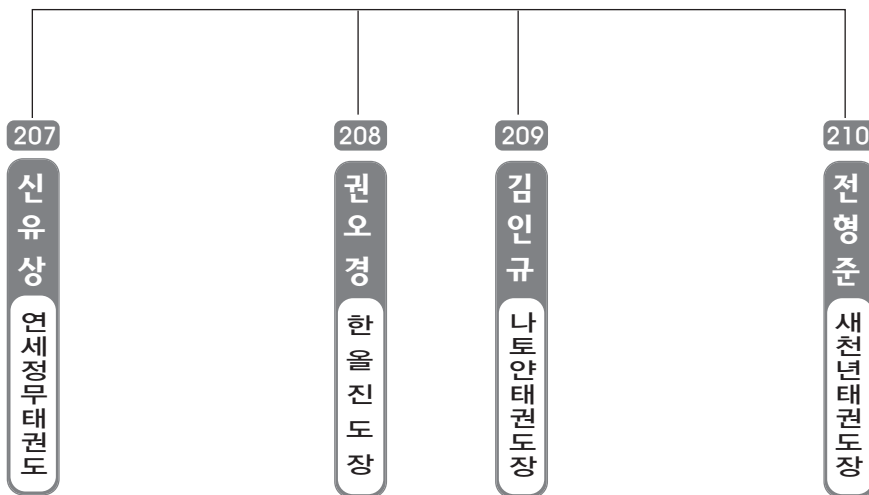 207
신유상
연세정무태권도
208
권오경
한올진도장
209
김인규
나토얀태권도장
210
전형준
새천년태권도장